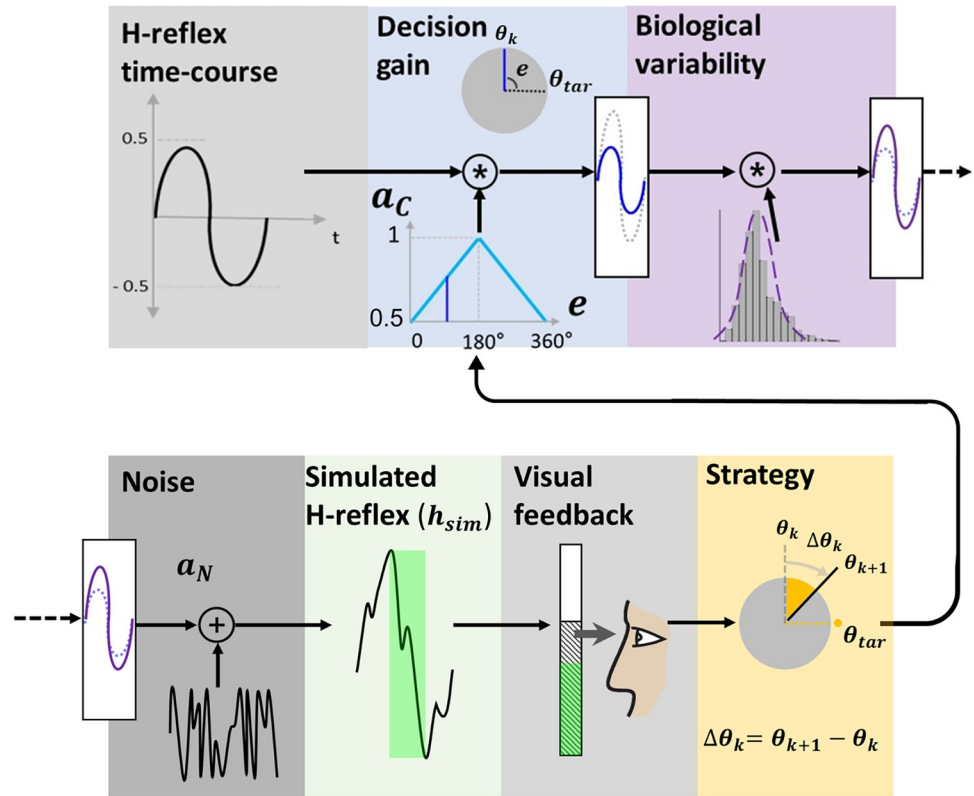 H-reflex
time-course
0.5
t
- 0.5
Decision
gain
θk
e
θtar
*
aC
1
0.5
e
0
180°
360°
Biological
variability
*
Noise
aN
+
Simulated
H-reflex (hsim)
Visual
feedback
Strategy
θk
Δθk
θk+1
θtar
Δθk= θk+1 − θk